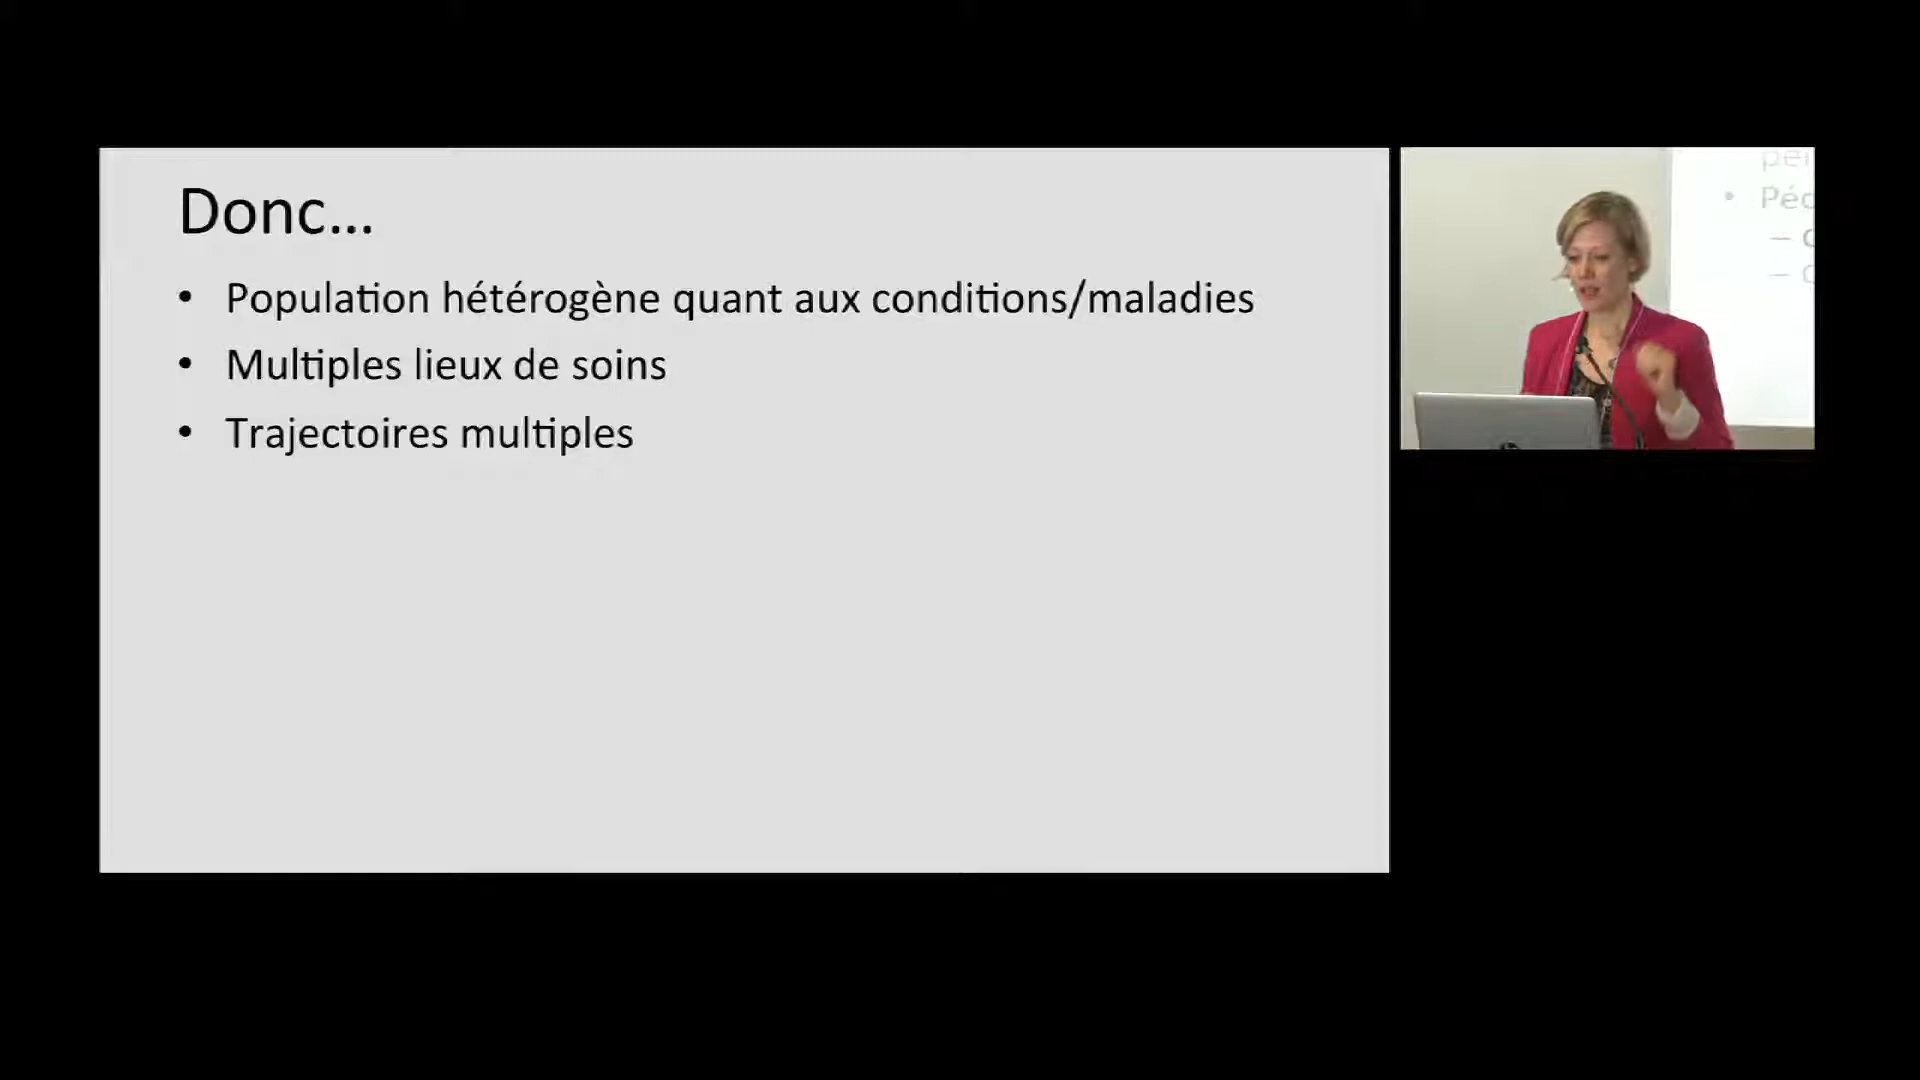 Donc...
• Population hétérogène quant aux conditions/maladies
• Multiples lieux de soins
• Trajectoires multiples